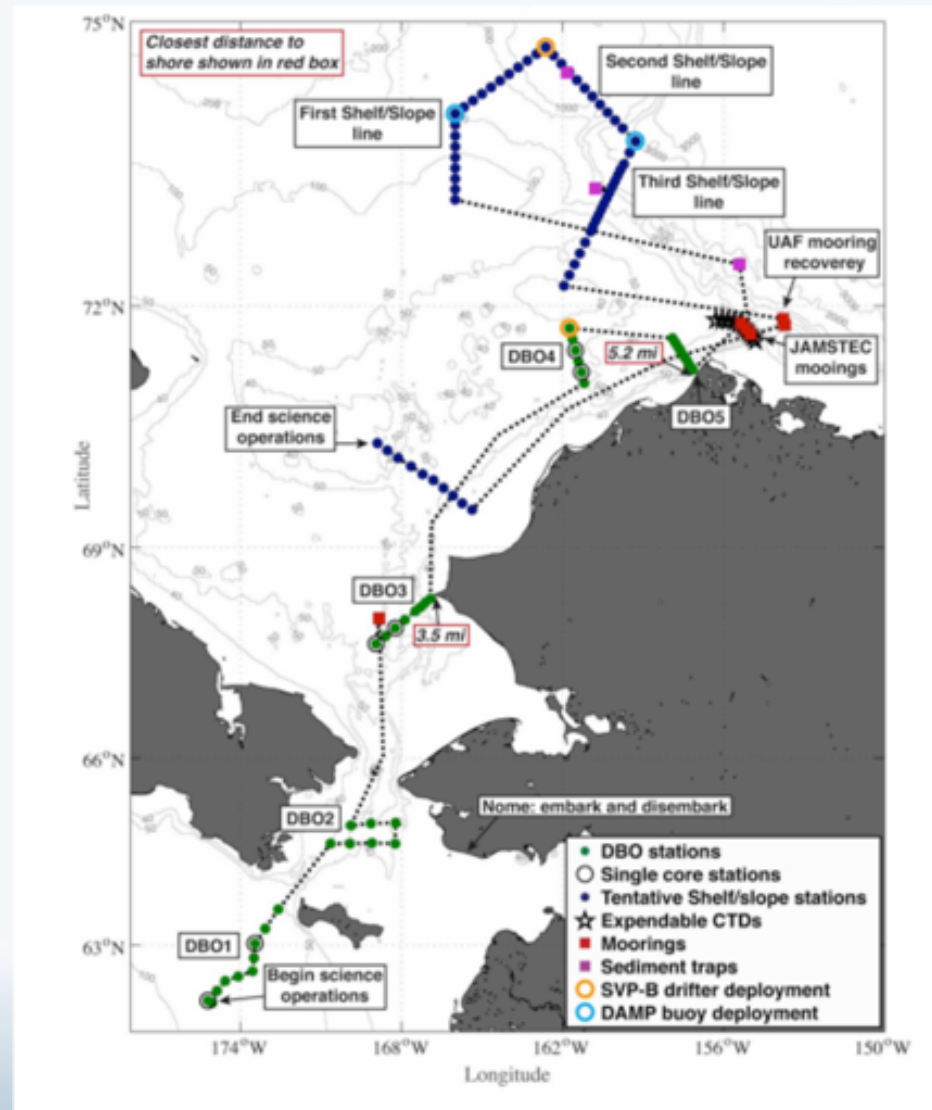 75°N
Closest distance to
shore shown in red box
Second Shelf/Slope
line
First Shelf/Slope
line
Third Shelf/Slope
line
UAF mooring
recoverey
72°N
DBO4
5.2 mi
JAMSTEC
mooings
DBO5
End science
operations
Latitude
69°N
DBO3
3.5 mi
66°N
DBO2
Nome: embark and disembark
DBO stations
Single core stations
Tentative Shelf/slope stations
Expendable CTDs
Moorings
Sediment traps
SVP-B drifter deployment
DAMP buoy deployment
63°N
DBO1
Begin science
operations
174°W
168°W
162°W
156°W
150°W
Longitude